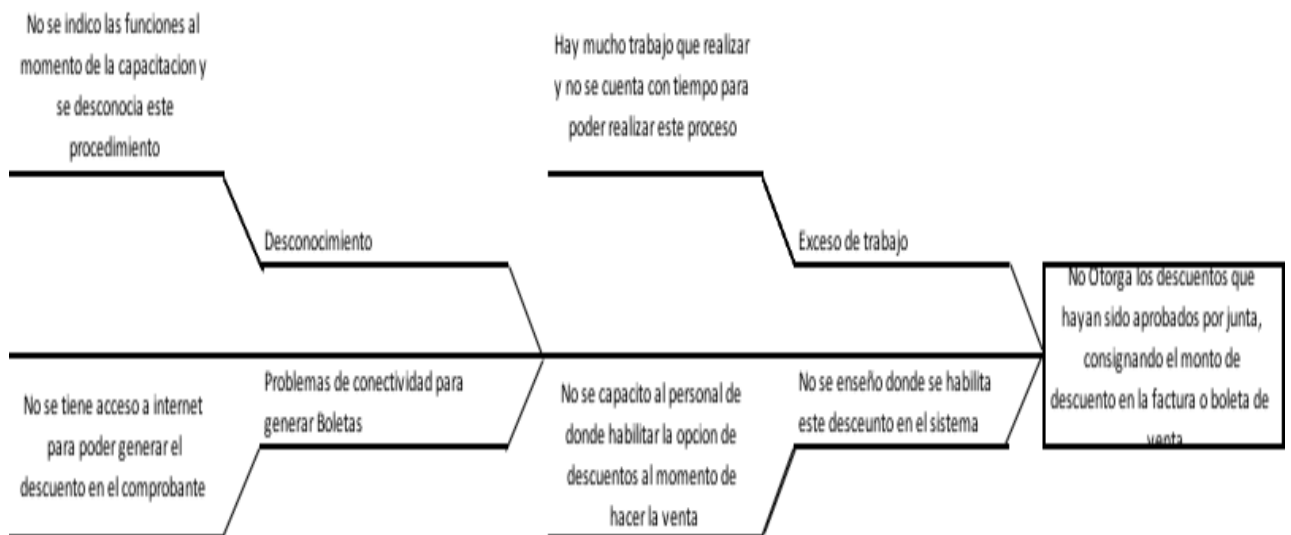 No se indico las funciones al
momento de la capacitacion y
se desconocia este
procedimiento
Hay mucho trabajo que realizar
y no se cuenta con tiempo para
poder realizar este proceso
Desconocimiento
Exceso de trabajo
No Otorga los descuentos que
hayan sido aprobados por junta,
consignando el monto de
descuento en la factura o boleta de
venta
No se tiene acceso a internet
para poder generar el
descuento en el comprobante
Problemas de conectividad para
generar Boletas
No se capacito al personal de
donde habilitar la opcion de
descuentos al momento de
hacer la venta
No se enseño donde se habilita
este desceunto en el sistema